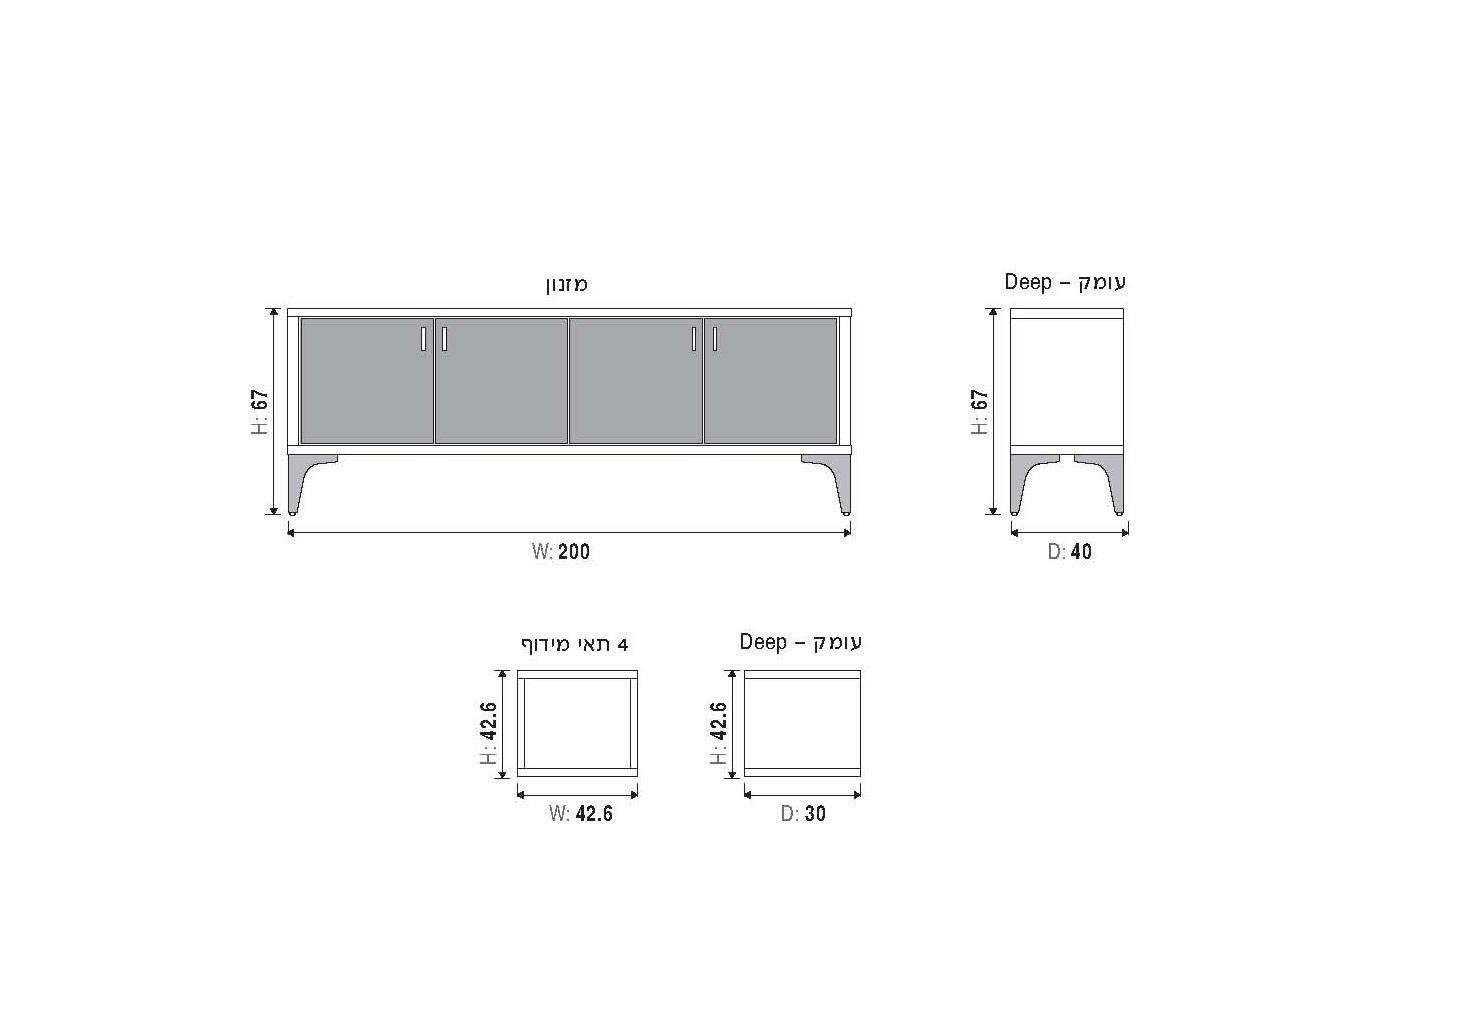 מזנון
עומק – Deep
H: 67
H: 67
W: 200
D: 40
4 תאי מידוף
עומק – Deep
H: 42.6
H: 42.6
W: 42.6
D: 30